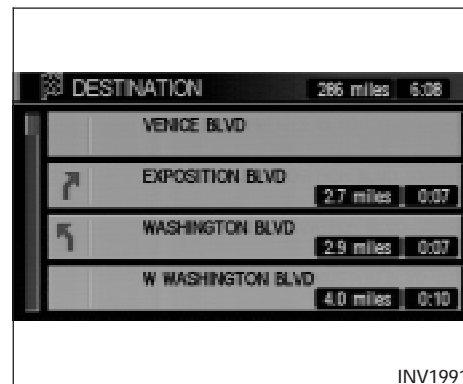 DESTINATION 286 miles 6:08
VENICE BLVD
EXPOSITION BLVD
2.7 miles 0:07
WASHINGTON BLVD
2.9 miles 0:07
W WASHINGTON BLVD
4.0 miles 0:10
INV1991